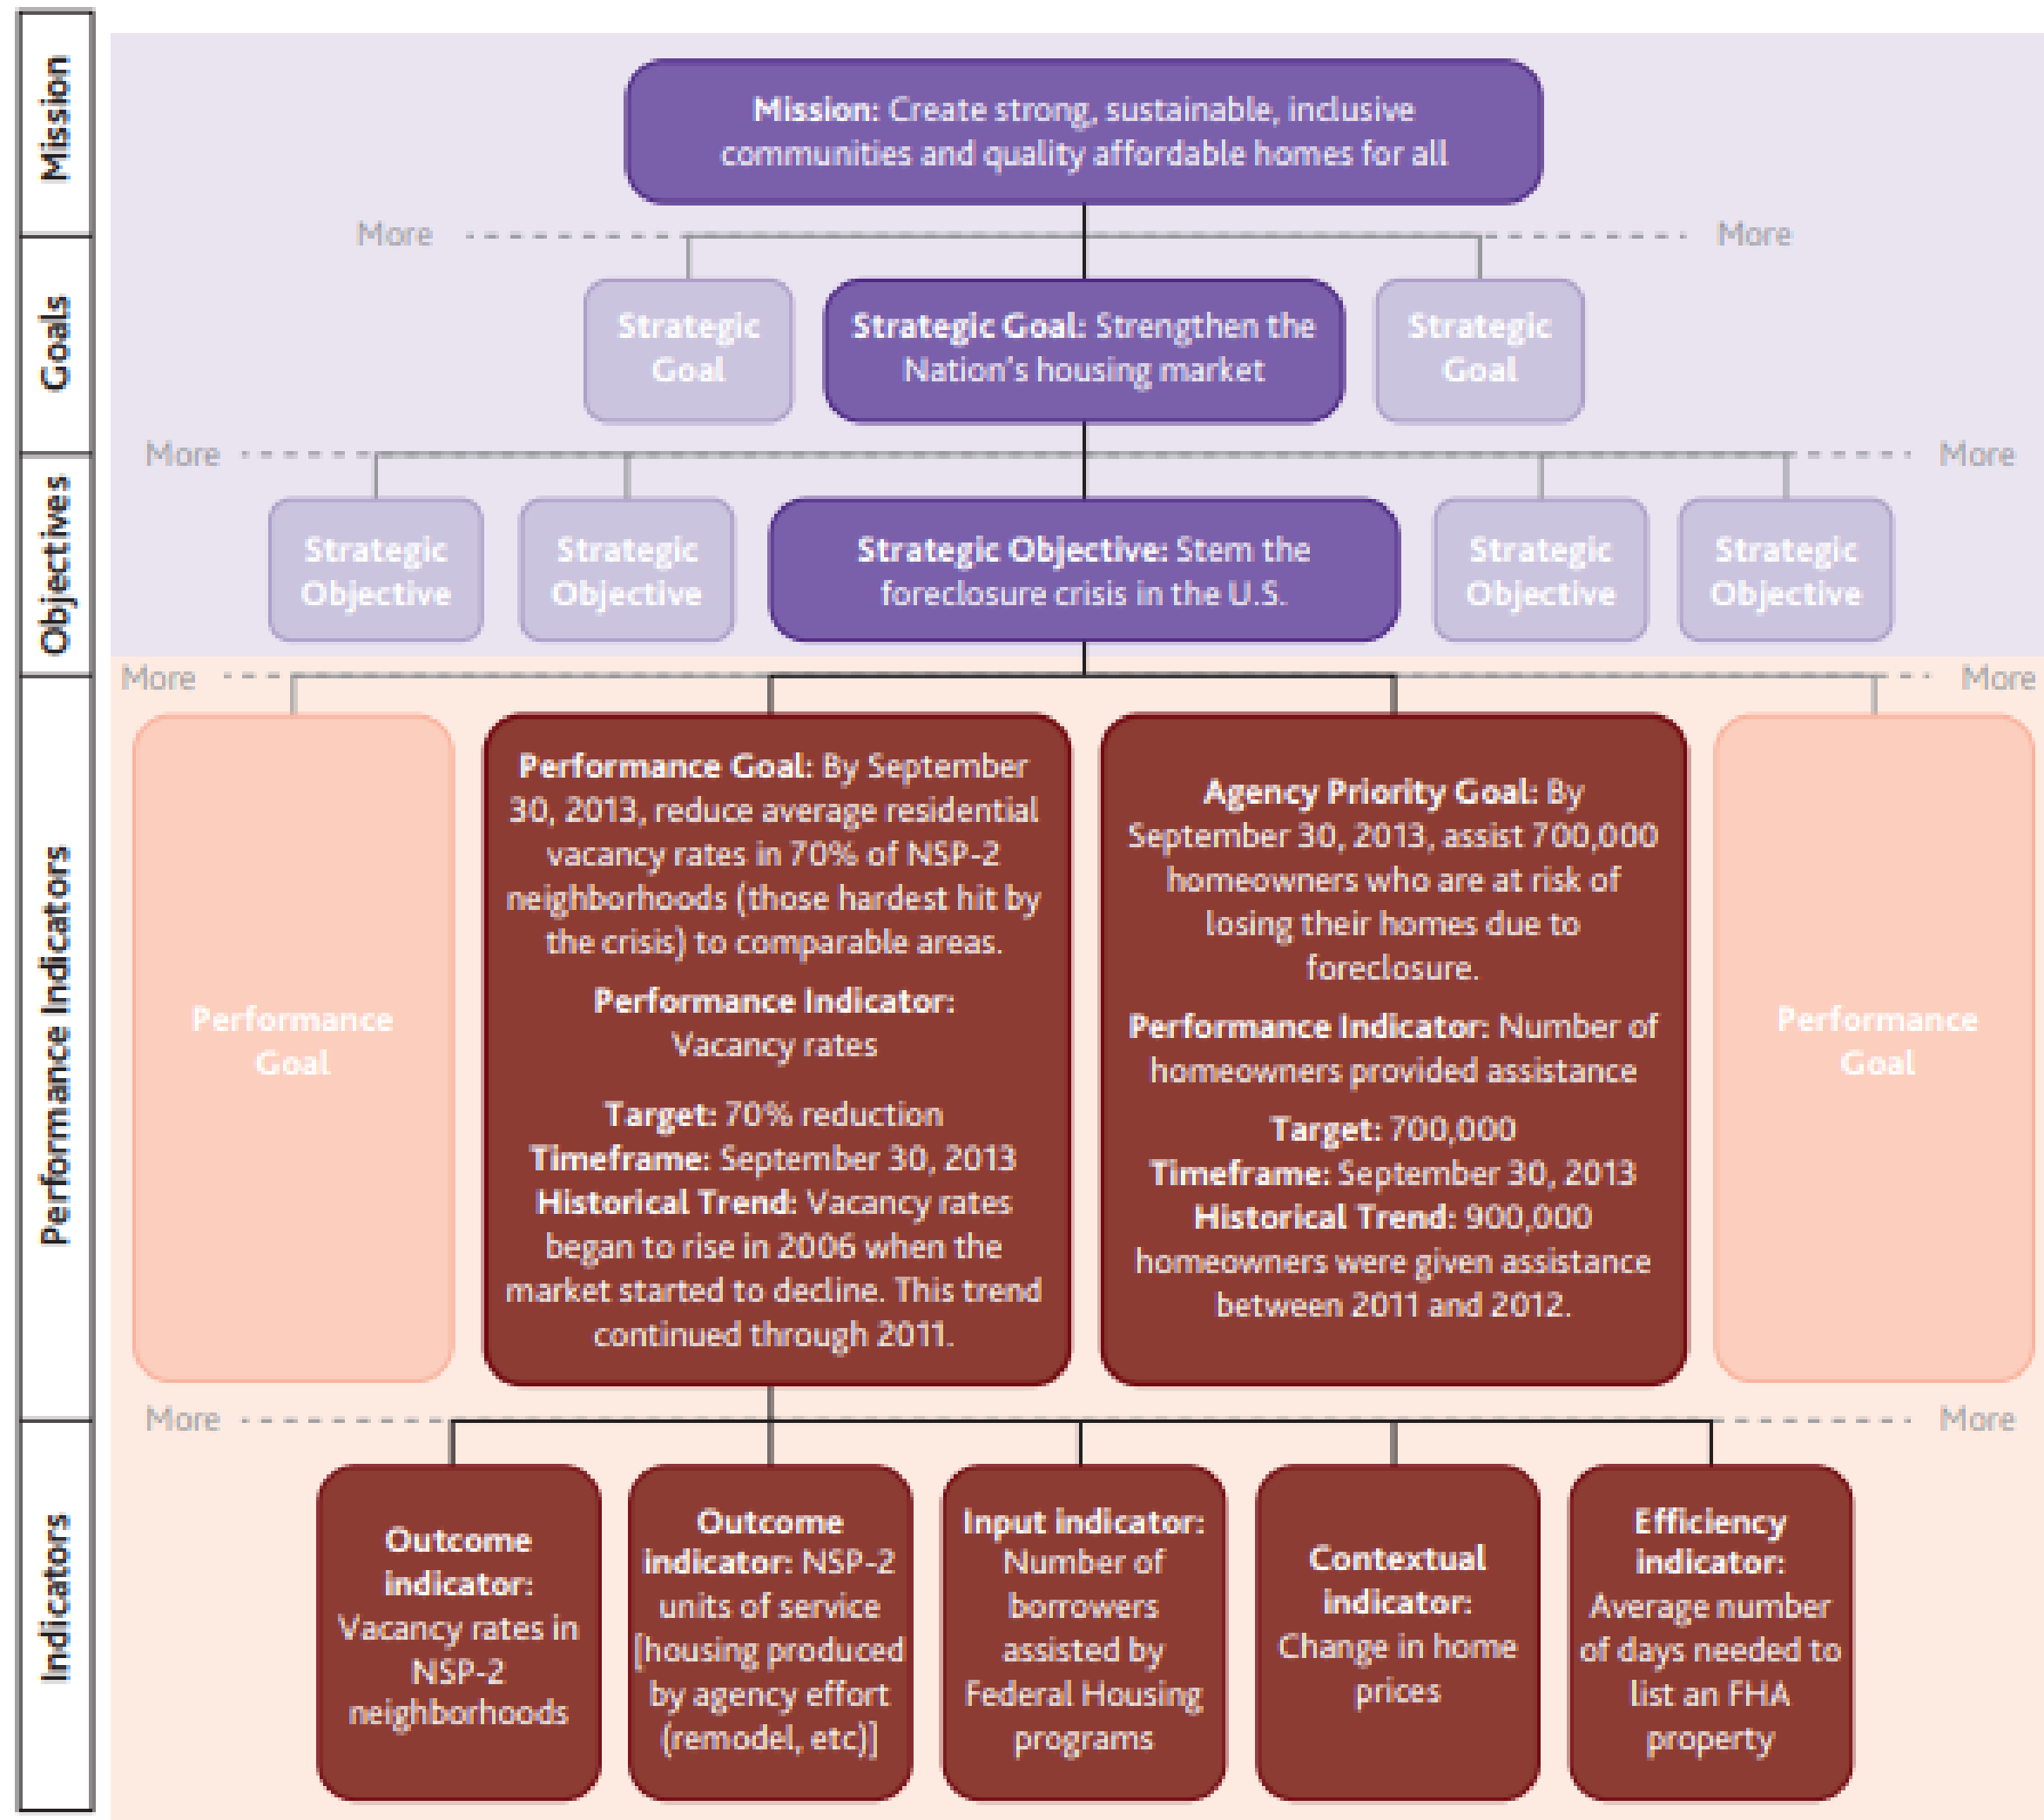 Mission
Mission: Create strong, sustainable, inclusive
communities and quality affordable homes for all
More
More
Goals
Strategic
Goal
Strategic Goal: Strengthen the
Nation's housing market
Strategic
Goal
More
More
Objectives
Strategic
Objective
Strategic
Objective
Strategic Objective: Stem the
foreclosure crisis in the U.S.
Strategic
Objective
Strategic
Objective
More
More
Performance Indicators
Performance
Goal
Performance Goal: By September
30, 2013, reduce average residential
vacancy rates in 70% of NSP-2
neighborhoods (those hardest hit by
the crisis) to comparable areas.
Performance Indicator:
Vacancy rates
Target: 70% reduction
Timeframe: September 30, 2013
Historical Trend: Vacancy rates
began to rise in 2006 when the
market started to decline. This trend
continued through 2011.
Agency Priority Goal: By
September 30, 2013, assist 700,000
homeowners who are at risk of
losing their homes due to
foreclosure.
Performance Indicator: Number of
homeowners provided assistance
Target: 700,000
Timeframe: September 30, 2013
Historical Trend: 900,000
homeowners were given assistance
between 2011 and 2012.
Performance
Goal
More
More
Indicators
Outcome
indicator:
Vacancy rates in
NSP-2
neighborhoods
Outcome
indicator: NSP-2
units of service
[housing produced
by agency effort
(remodel, etc)]
Input indicator:
Number of
borrowers
assisted by
Federal Housing
programs
Contextual
indicator:
Change in home
prices
Efficiency
indicator:
Average number
of days needed to
list an FHA
property